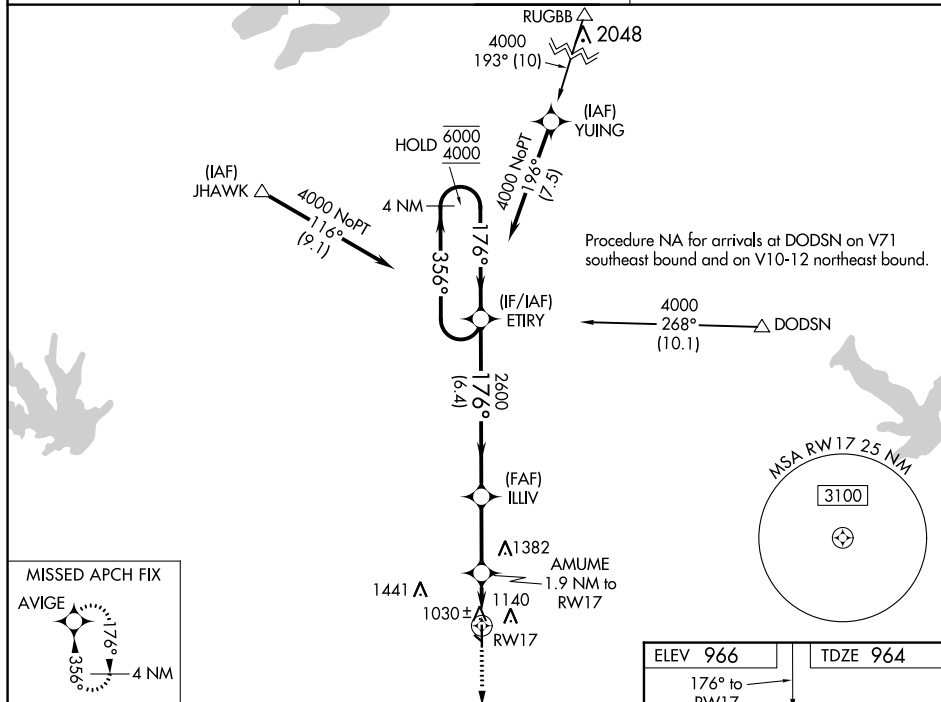 RUGBB
2048
4000
193° (10)
(IAF)
YUING
HOLD 6000
4000
4000 NoPT
196°
(7.5)
(IAF)
JHAWK
4000 NoPT
116°
(9.1)
4 NM
176°
356°
Procedure NA for arrivals at DODSN on V71
southeast bound and on V10-12 northeast bound.
(IF/IAF)
ETIRY
4000
268°
(10.1)
DODSN
2600
176°
(6.4)
MSA RW17 25 NM
3100
(FAF)
ILLIV
1382
AMUME
1.9 NM to
RW17
1441
1140
1030±
RW17
MISSED APCH FIX
AVIGE
176°
356°
4 NM
ELEV 966
TDZE 964
176° to
RW17